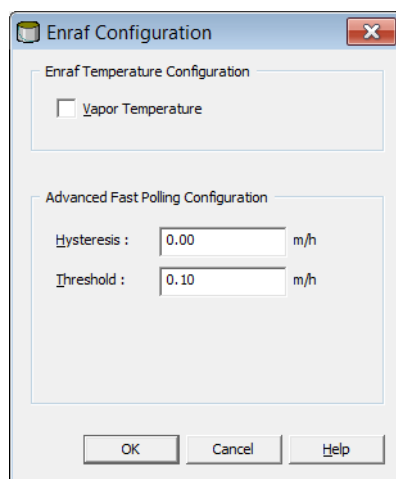 Enraf Configuration
Enraf Temperature Configuration
Vapor Temperature
Advanced Fast Polling Configuration
Hysteresis : 0.00 m/h
Threshold : 0.10 m/h
OK Cancel Help